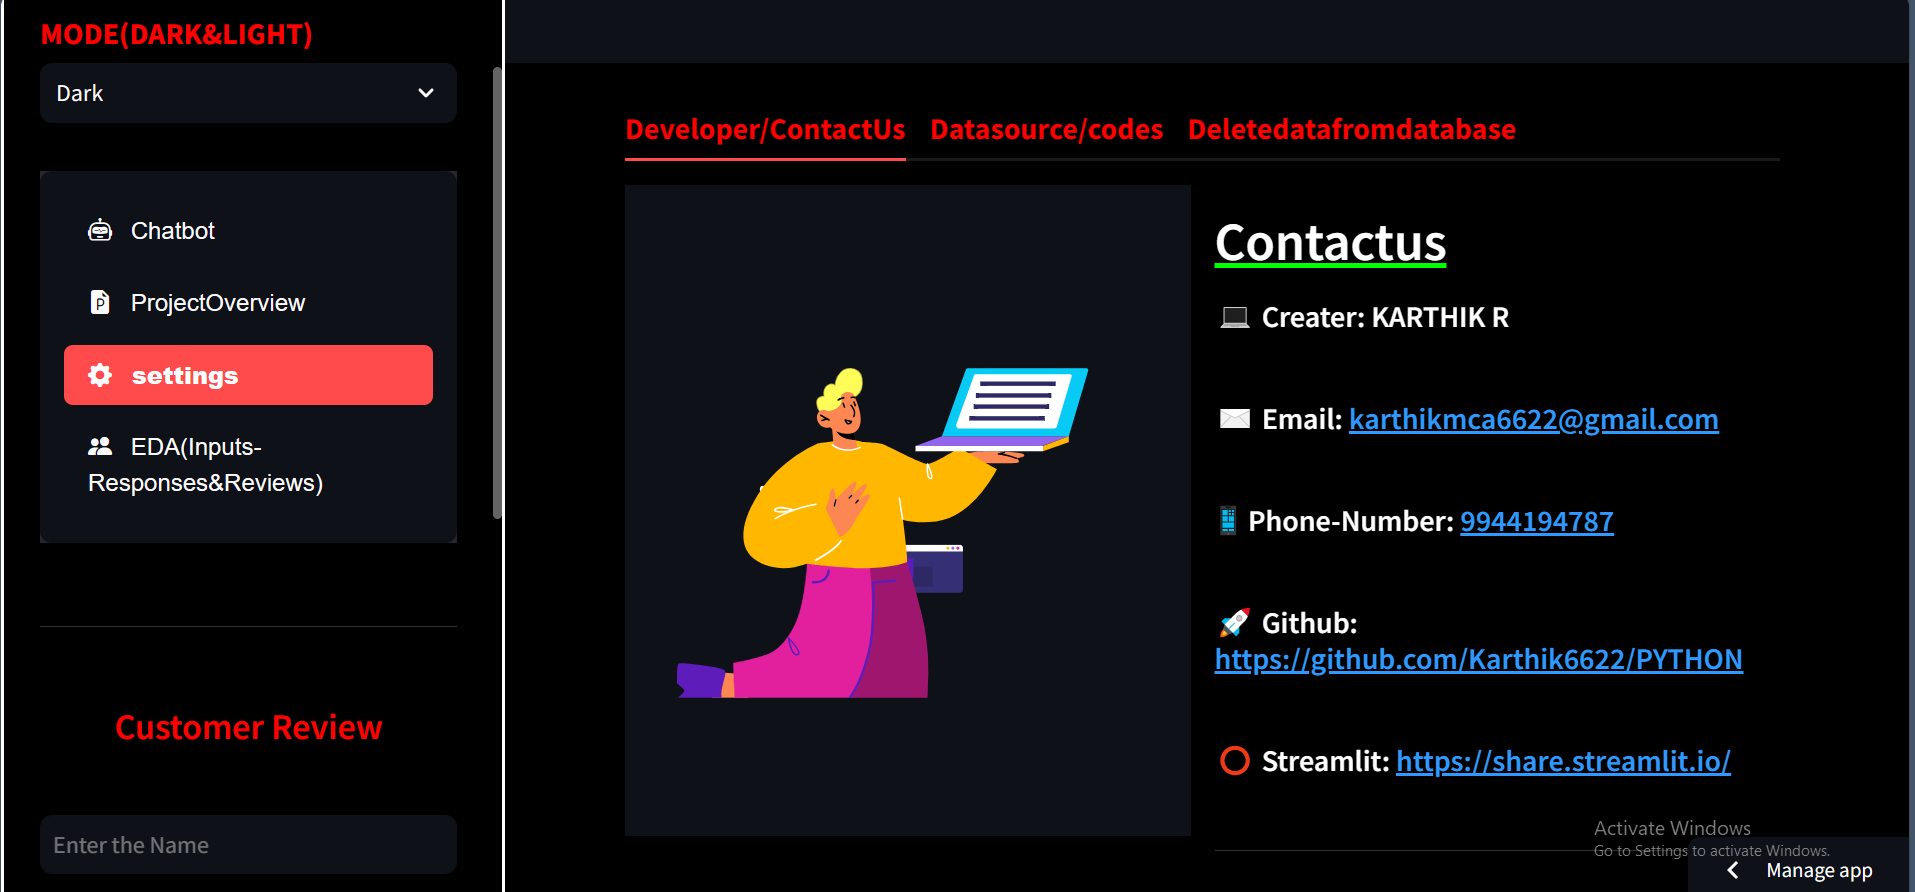 MODE(DARK&LIGHT)
Dark
Chatbot
ProjectOverview
settings
EDA(Inputs-
Responses&Reviews)
Customer Review
Enter the Name
Developer/ContactUs
Datasource/codes
Deletedatafromdatabase
Contactus
Creater: KARTHIK R
Email: karthikmca6622@gmail.com
Phone-Number: 9944194787
Github:
https://github.com/Karthik6622/PYTHON
Streamlit: https://share.streamlit.io/
Activate Windows
Go to Settings to activate Windows.
Manage app